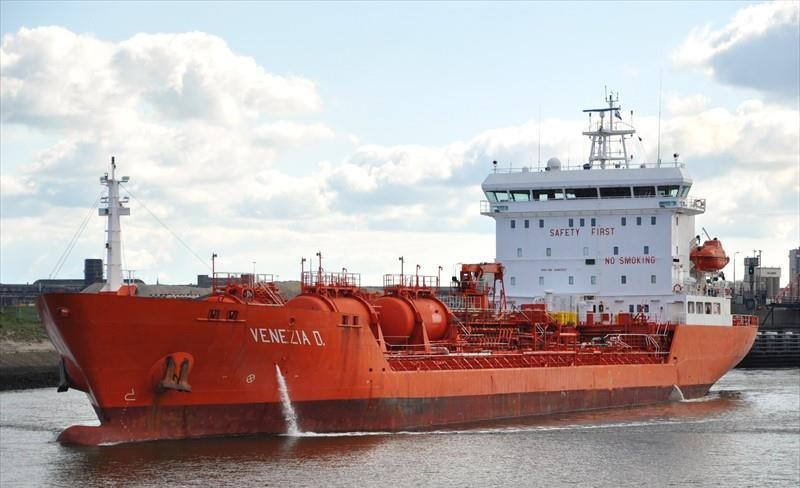 SAFETY FIRST
NO SMOKING
VENEZIA D.